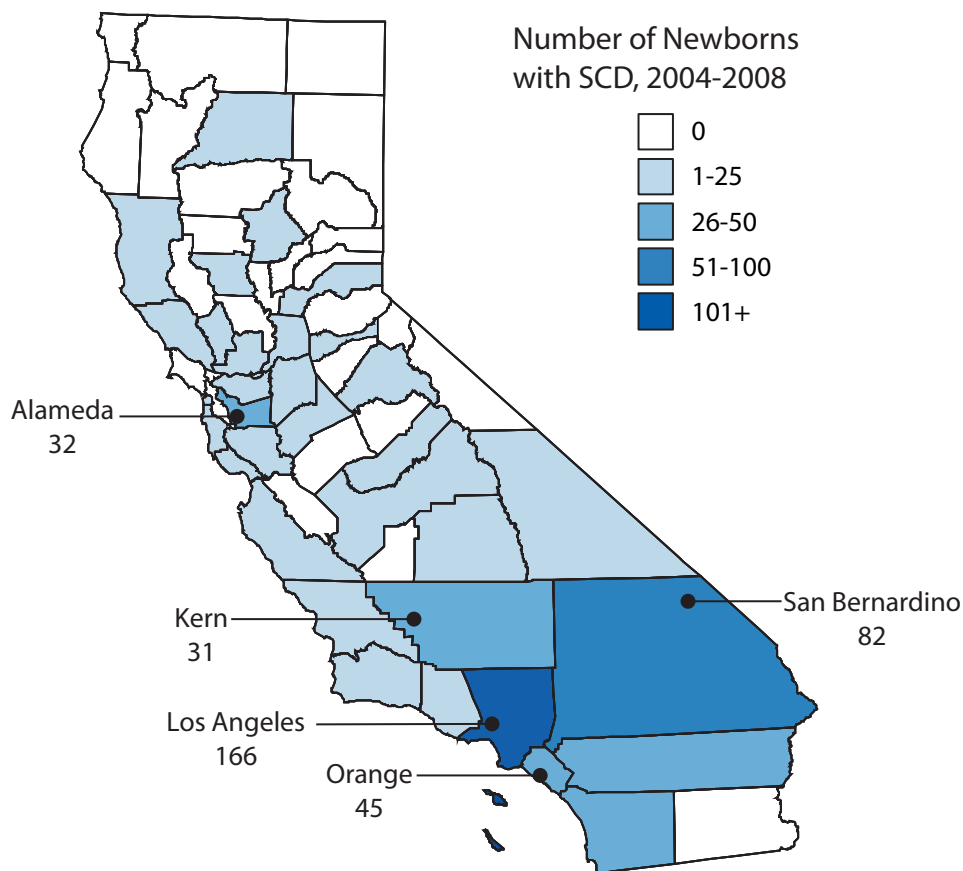 Number of Newborns
with SCD, 2004-2008
0
1-25
26-50
51-100
101+
Alameda
32
San Bernardino
82
Kern
31
Los Angeles
166
Orange
45